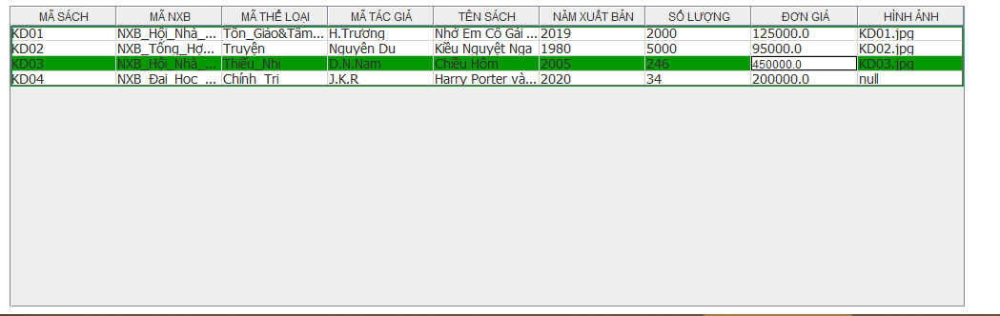 MÃ SÁCH MÃ NXB MÃ THỂ LOẠI MÃ TÁC GIẢ TÊN SÁCH NĂM XUẤT BẢN SỐ LƯỢNG ĐƠN GIÁ HÌNH ẢNH
KD01 NXB_Hội_Nhà_... Tôn_Giáo&Tâm... H.Trương Nhớ Em Cô Gái ... 2019 2000 125000.0 KD01.jpg
KD02 NXB_Tổng_Hợ... Truyện Nguyễn Du Kiều Nguyệt Nga 1980 5000 95000.0 KD02.jpg
KD03 NXB_Hội_Nhà_... Thiếu_Nhi D.N.Nam Chiều Hôm 2005 246 450000.0 KD03.jpg
KD04 NXB_Đại_Học_... Chính_Trị J.K.R Harry Porter và... 2020 34 200000.0 null